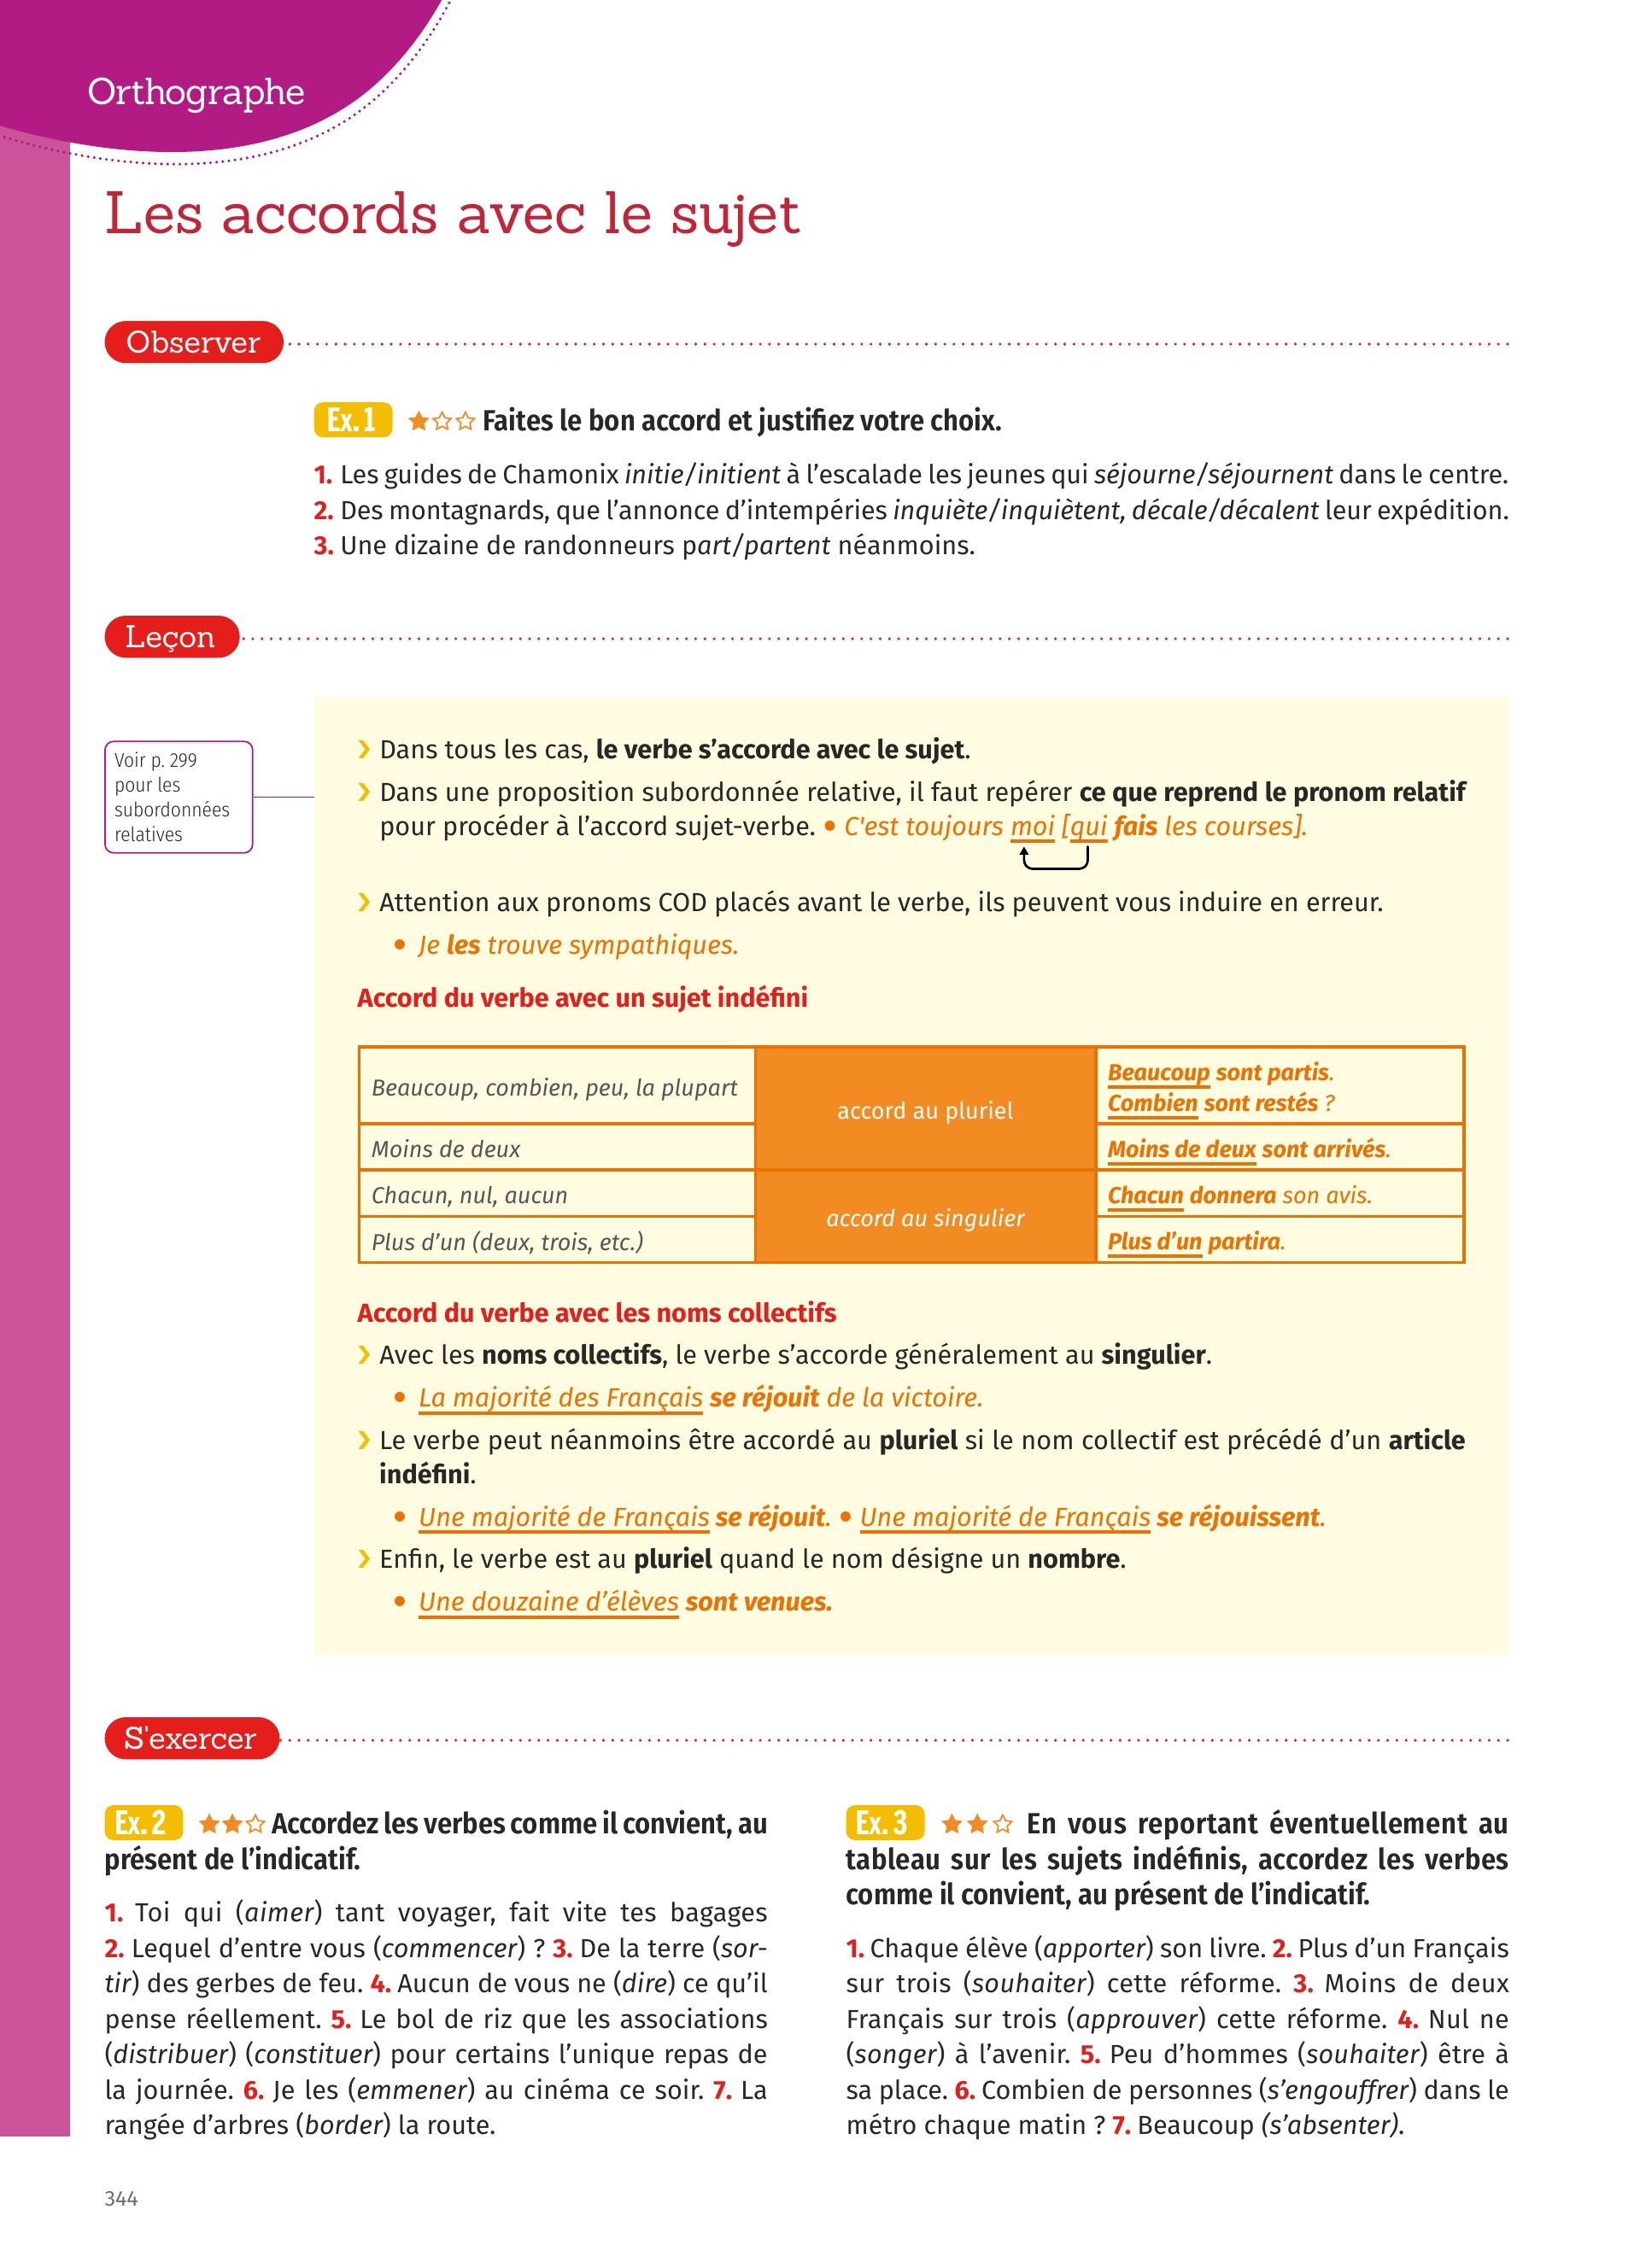 Orthographe
Les accords avec le sujet
Observer
Ex. 1 ★☆☆ Faites le bon accord et justifiez votre choix.
1. Les guides de Chamonix initie/initient à l’escalade les jeunes qui séjourne/séjournent dans le centre.
2. Des montagnards, que l’annonce d’intempéries inquiète/inquiètent, décale/décalent leur expédition.
3. Une dizaine de randonneurs part/partent néanmoins.
Leçon
Voir p. 299
pour les
subordonnées
relatives
› Dans tous les cas, le verbe s’accorde avec le sujet.
› Dans une proposition subordonnée relative, il faut repérer ce que reprend le pronom relatif
pour procéder à l’accord sujet-verbe. • C'est toujours moi [qui fais les courses].
› Attention aux pronoms COD placés avant le verbe, ils peuvent vous induire en erreur.
• Je les trouve sympathiques.
Accord du verbe avec un sujet indéfini
Beaucoup, combien, peu, la plupart
accord au pluriel
Beaucoup sont partis.
Combien sont restés ?
Moins de deux
Moins de deux sont arrivés.
Chacun, nul, aucun
accord au singulier
Chacun donnera son avis.
Plus d’un (deux, trois, etc.)
Plus d’un partira.
Accord du verbe avec les noms collectifs
› Avec les noms collectifs, le verbe s’accorde généralement au singulier.
• La majorité des Français se réjouit de la victoire.
› Le verbe peut néanmoins être accordé au pluriel si le nom collectif est précédé d’un article
indéfini.
• Une majorité de Français se réjouit. • Une majorité de Français se réjouissent.
› Enfin, le verbe est au pluriel quand le nom désigne un nombre.
• Une douzaine d’élèves sont venues.
S'exercer
Ex. 2 ★★☆ Accordez les verbes comme il convient, au
présent de l’indicatif.
1. Toi qui (aimer) tant voyager, fait vite tes bagages
2. Lequel d’entre vous (commencer) ? 3. De la terre (sor-
tir) des gerbes de feu. 4. Aucun de vous ne (dire) ce qu’il
pense réellement. 5. Le bol de riz que les associations
(distribuer) (constituer) pour certains l’unique repas de
la journée. 6. Je les (emmener) au cinéma ce soir. 7. La
rangée d’arbres (border) la route.
Ex. 3 ★★☆ En vous reportant éventuellement au
tableau sur les sujets indéfinis, accordez les verbes
comme il convient, au présent de l’indicatif.
1. Chaque élève (apporter) son livre. 2. Plus d’un Français
sur trois (souhaiter) cette réforme. 3. Moins de deux
Français sur trois (approuver) cette réforme. 4. Nul ne
(songer) à l’avenir. 5. Peu d’hommes (souhaiter) être à
sa place. 6. Combien de personnes (s’engouffrer) dans le
métro chaque matin ? 7. Beaucoup (s’absenter).
344